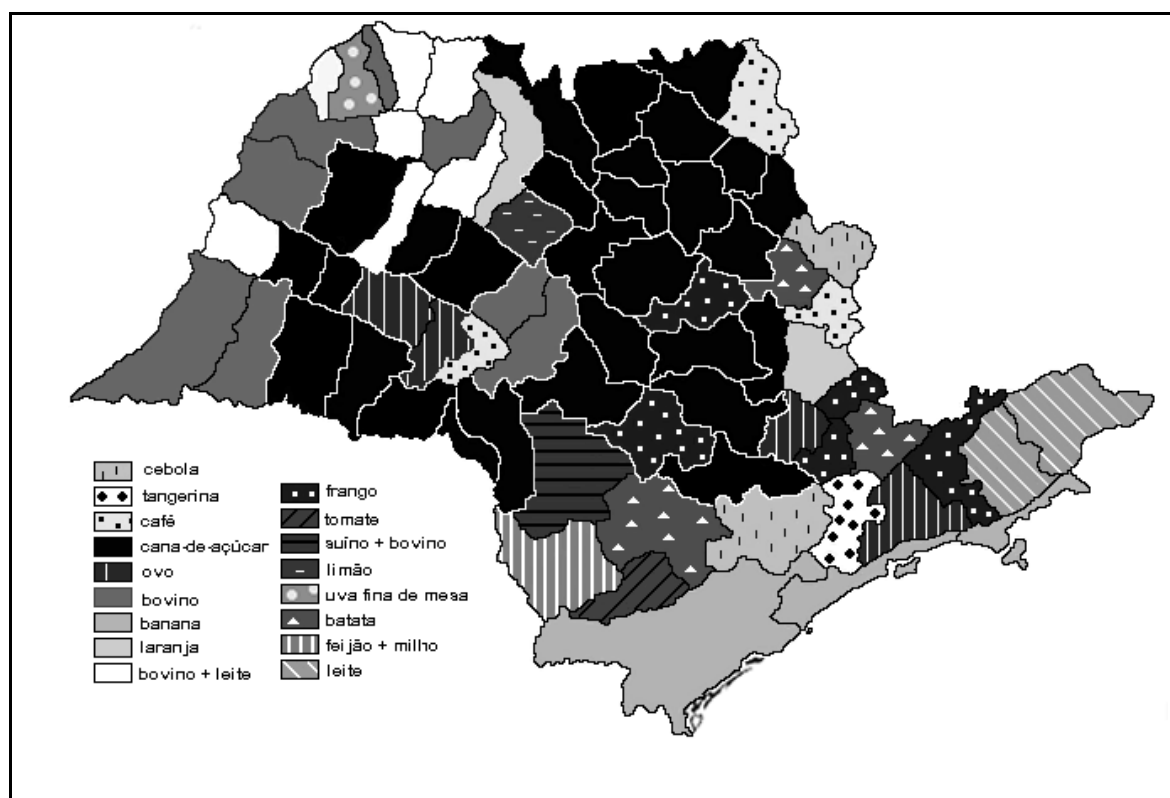 cebola
tangerina
café
cana-de-açúcar
ovo
bovino
banana
laranja
bovino + leite
frango
tomate
suíno + bovino
limão
uva fina de mesa
batata
feijão + milho
leite